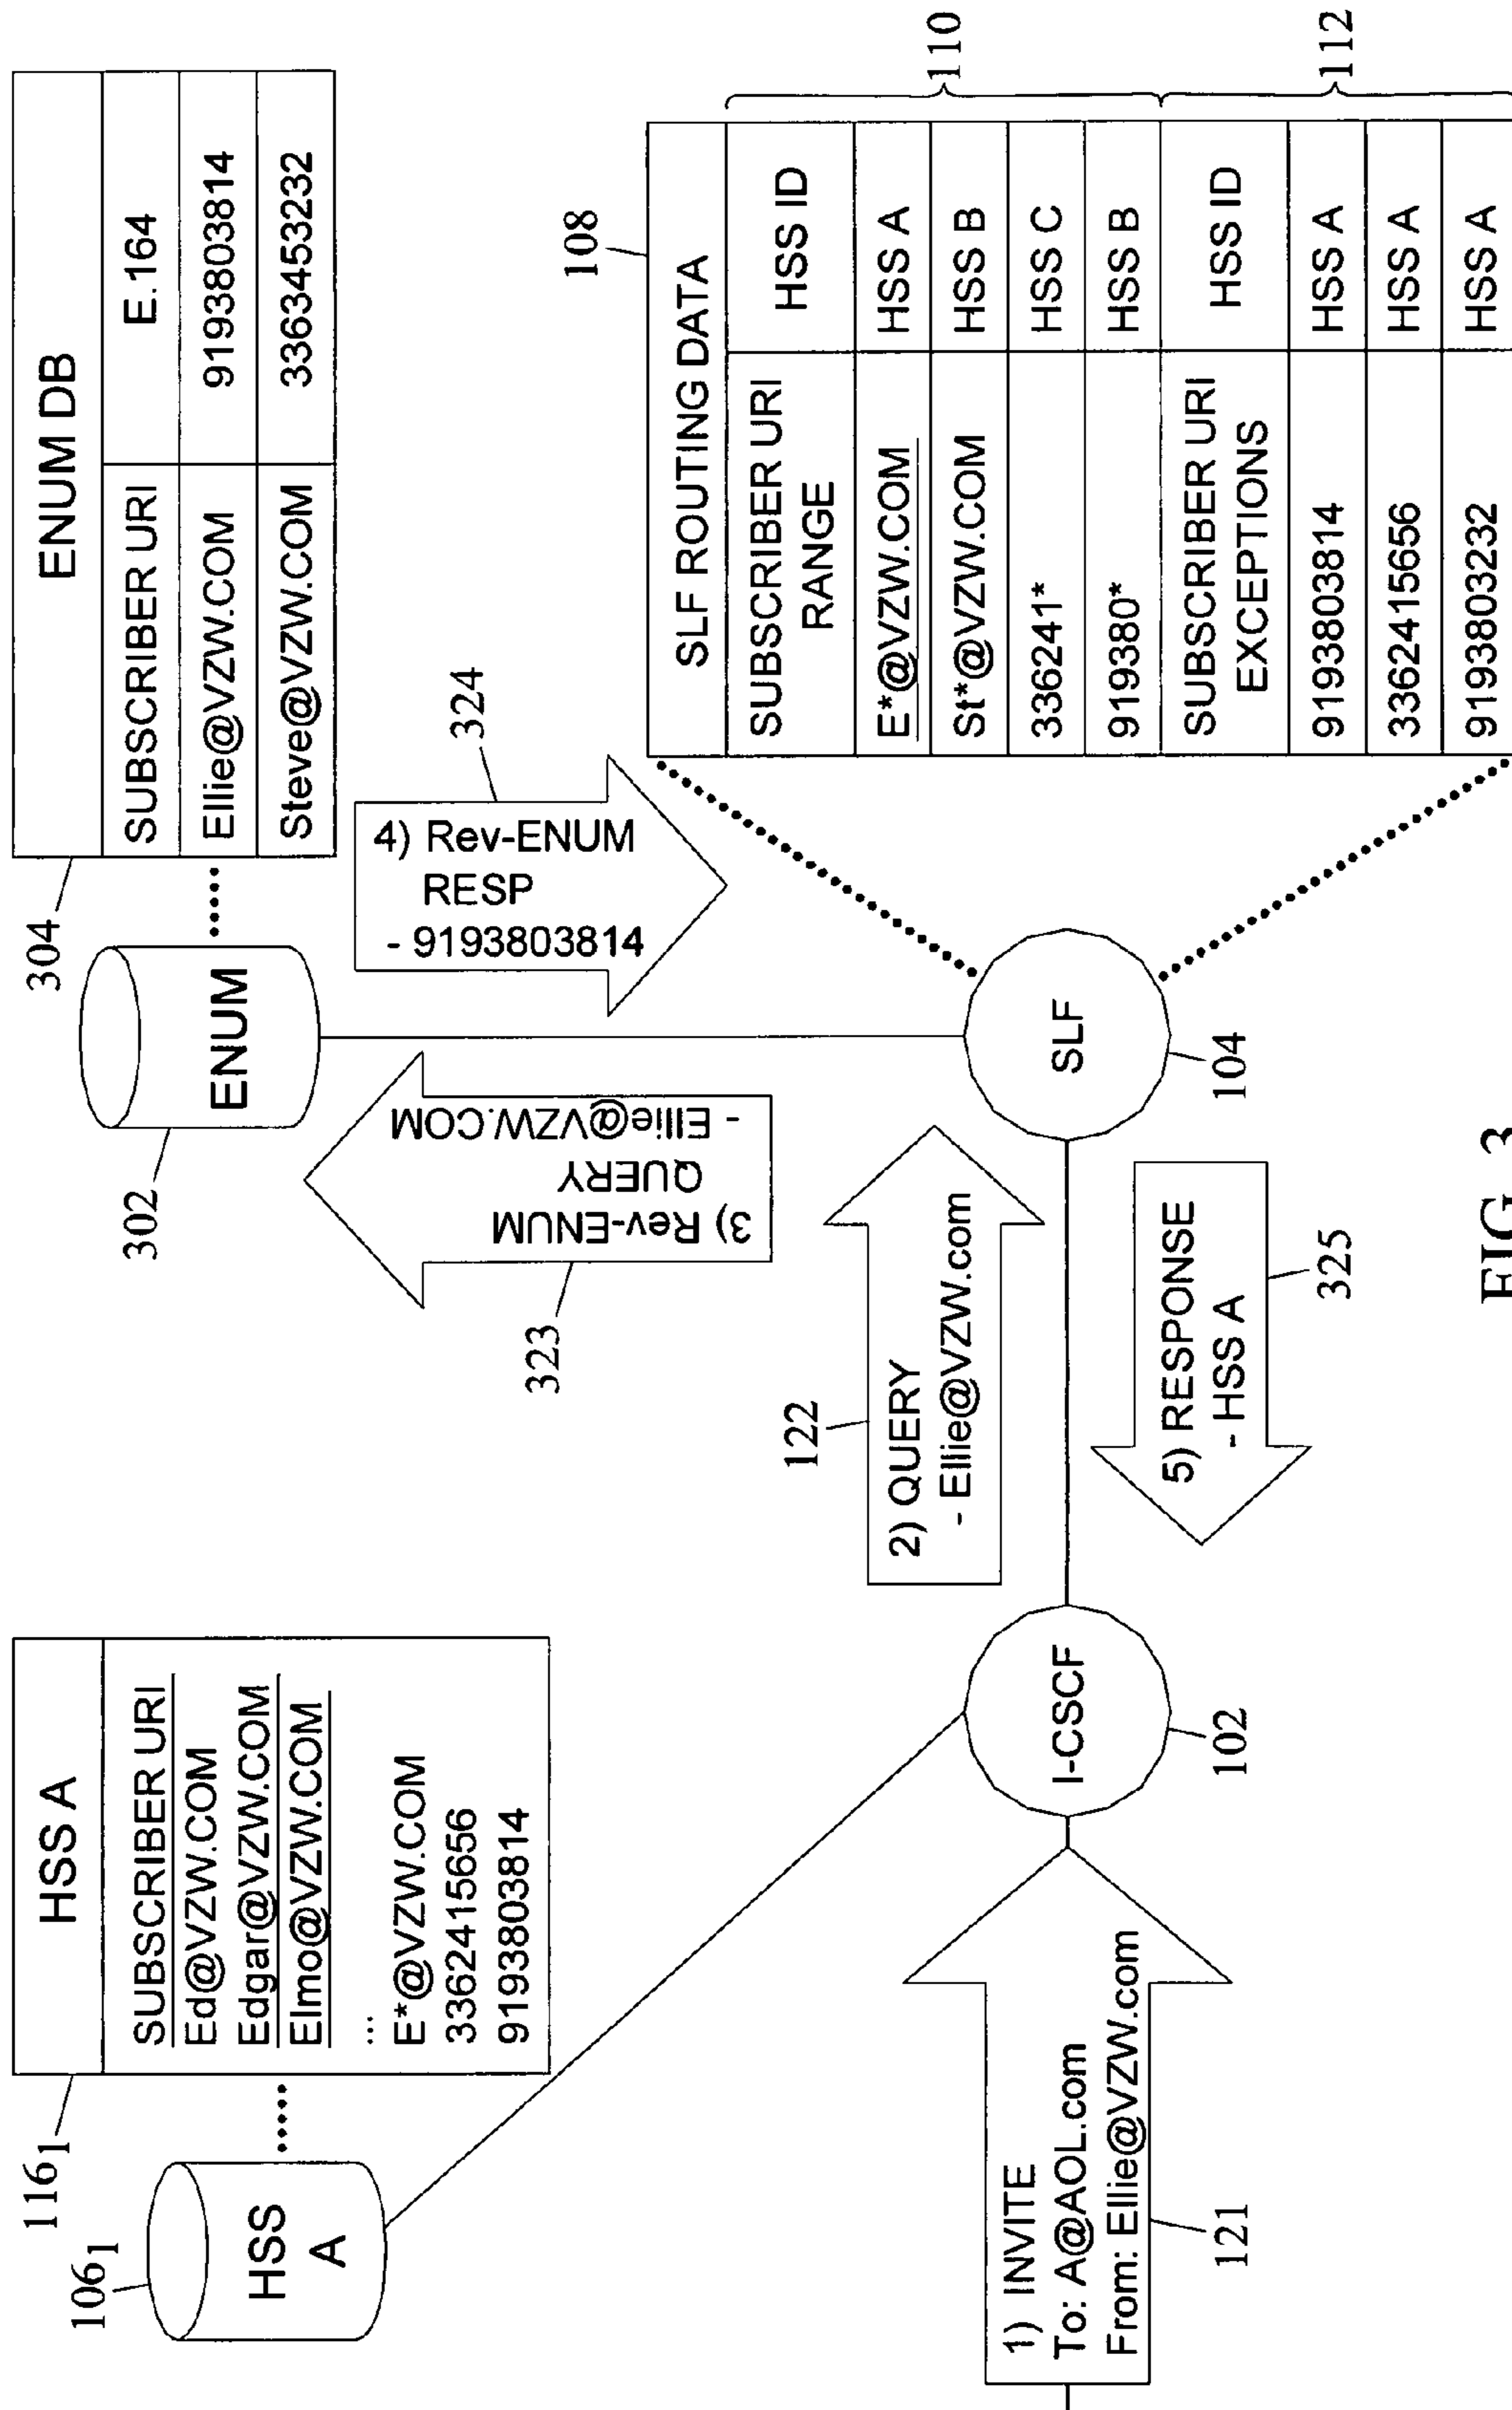 106₁
HSS
A
116₁
HSS A
SUBSCRIBER URI
Ed@VZW.COM
Edgar@VZW.COM
Elmo@VZW.COM
...
E*@VZW.COM
3362415656
9193803814
302
ENUM
304
ENUM DB
SUBSCRIBER URI E.164
Ellie@VZW.COM 9193803814
Steve@VZW.COM 3363453232
323
3) Rev-ENUM
QUERY
- Ellie@VZW.COM
324
4) Rev-ENUM
RESP
- 9193803814
122
2) QUERY
- Ellie@VZW.com
1) INVITE
To: A@AOL.com
From: Ellie@VZW.com
121
I-CSCF
102
5) RESPONSE
- HSS A
325
SLF
104
108
SLF ROUTING DATA
SUBSCRIBER URI
RANGE
HSS ID
E*@VZW.COM HSS A
St*@VZW.COM HSS B
336241* HSS C
919380* HSS B
110
SUBSCRIBER URI
EXCEPTIONS
HSS ID
9193803814 HSS A
3362415656 HSS A
9193803232 HSS A
112
FIG. 3